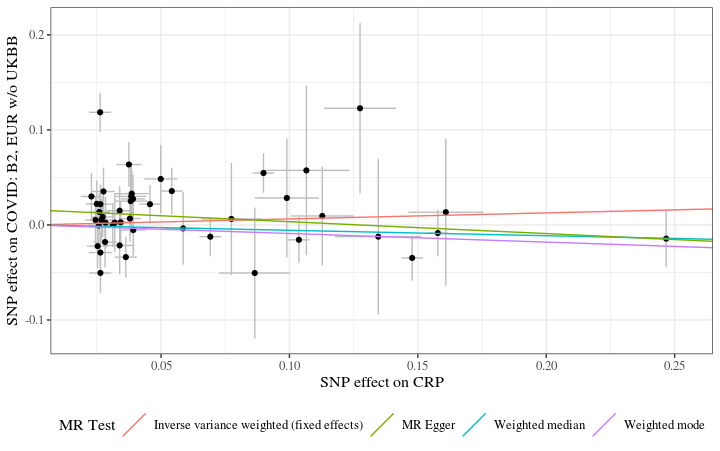 SNP effect on COVID: B2, EUR w/o UKBB
0.2
0.1
0.0
-0.1
0.05
0.10
0.15
0.20
0.25
SNP effect on CRP
MR Test
Inverse variance weighted (fixed effects)
MR Egger
Weighted median
Weighted mode